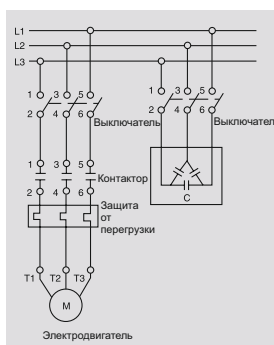 L1
L2
L3
1 3 5
2 4 6
Выключатель
1 3 5
2 4 6
Выключател
1 3 5
Контактор
2 4 6
Защита
от
перегрузки
C
T1 T2 T3
M
Электродвигатель